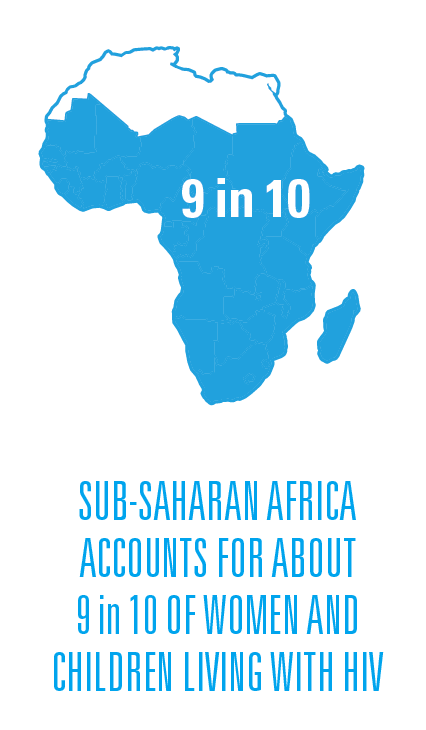 9 in 10
SUB-SAHARAN AFRICA
ACCOUNTS FOR ABOUT
9 in 10 OF WOMEN AND
CHILDREN LIVING WITH HIV